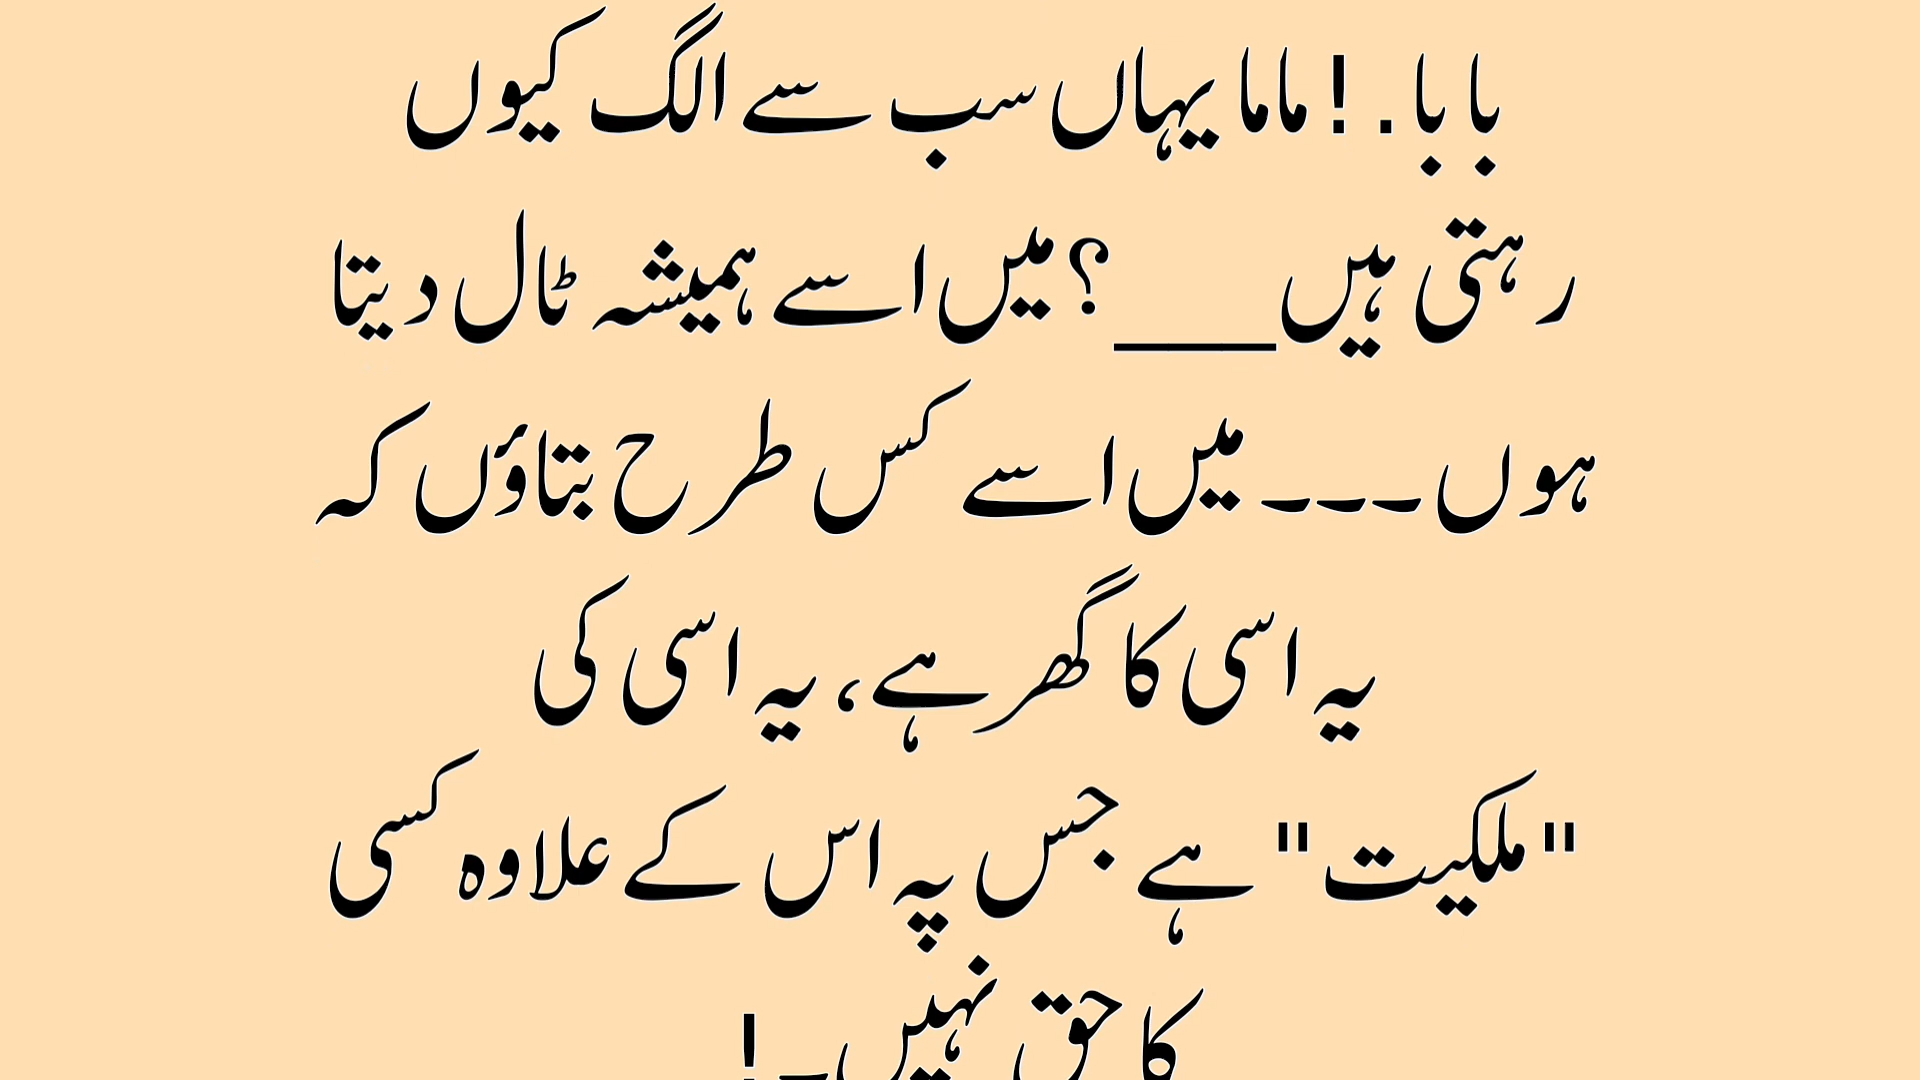 بابا.!ماما یہاں سب سے الگ کیوں
رہتی ہیں___؟میں اسے ہمیشہ ٹال دیتا
ہوں۔۔۔میں اسے کس طرح بتاؤں کہ
یہ اسی کا گھر ہے، یہ اسی کی
"ملکیت" ہے جس پہ اس کے علاوہ کسی
کا حق نہیں۔!